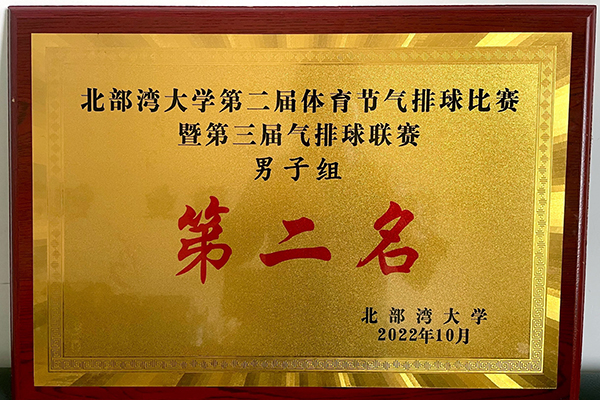 北部湾大学第二届体育节气排球比赛
暨第三届气排球联赛
男子组
第二名
北部湾大学
2022年10月